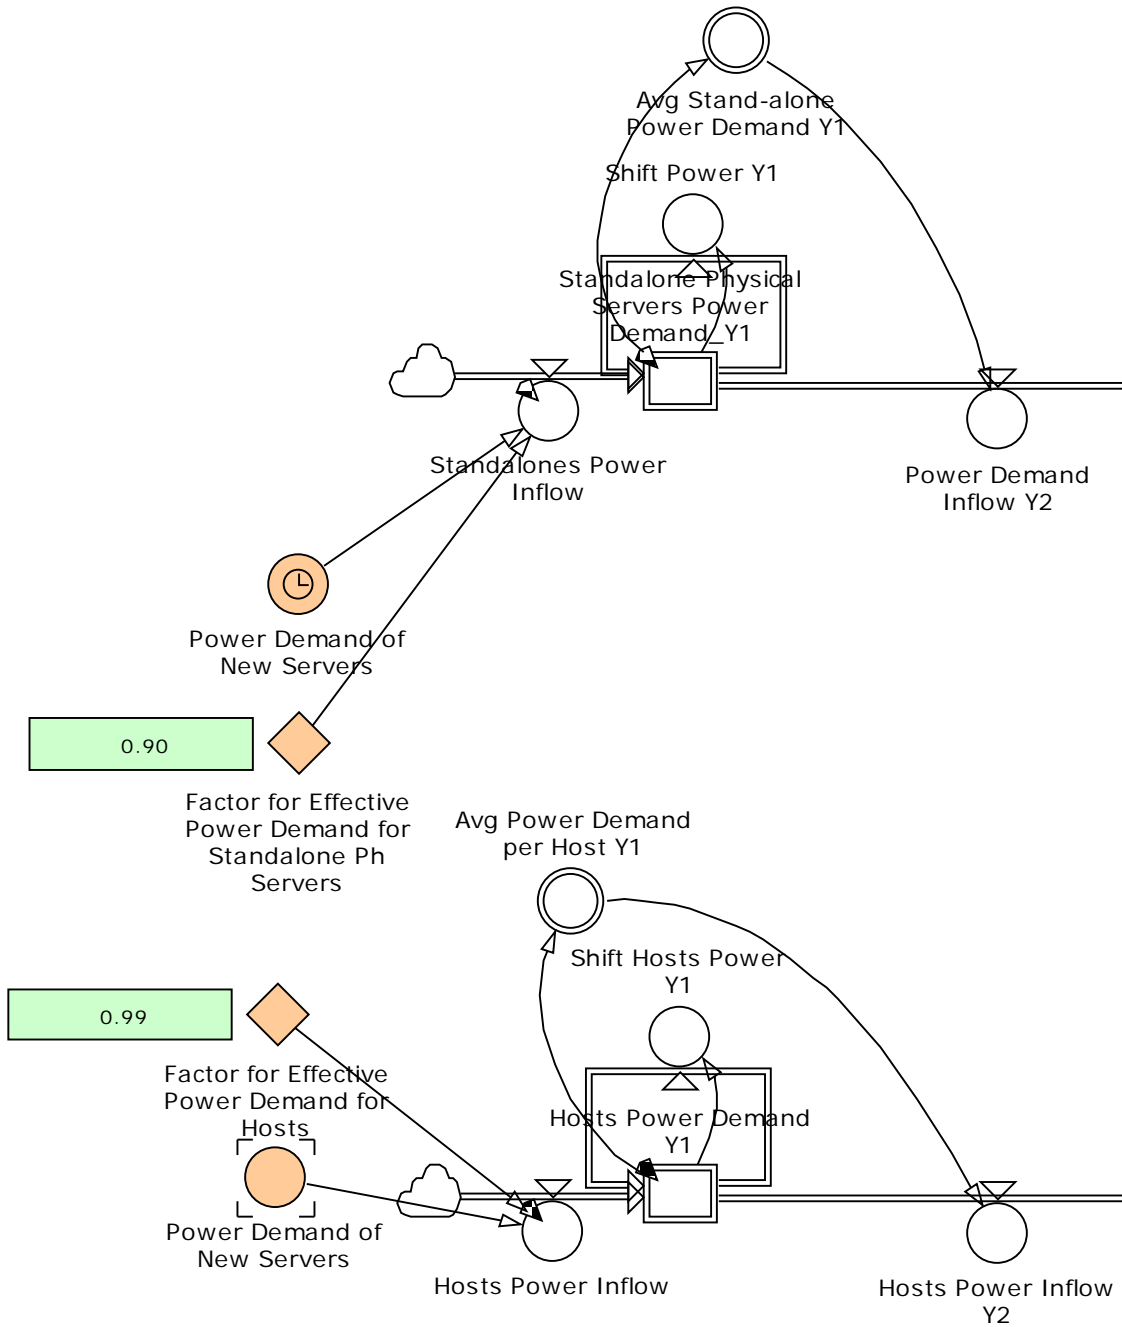 Avg Stand-alone
Power Demand Y1
Shift Power Y1
Standalone Physical
Servers Power
Demand_Y1
Standalones Power
Inflow
Power Demand
Inflow Y2
Power Demand of
New Servers
0.90
Factor for Effective
Power Demand for
Standalone Ph
Servers
Avg Power Demand
per Host Y1
Shift Hosts Power
Y1
0.99
Factor for Effective
Power Demand for
Hosts
Hosts Power Demand
Y1
Power Demand of
New Servers
Hosts Power Inflow
Hosts Power Inflow
Y2